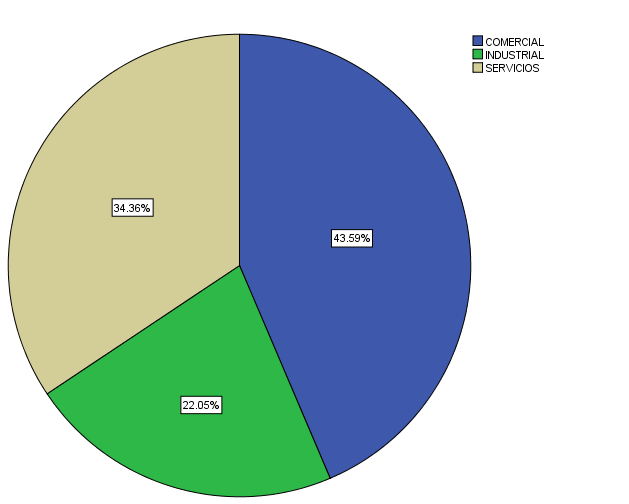 COMERCIAL
INDUSTRIAL
SERVICIOS
34.36%
43.59%
22.05%